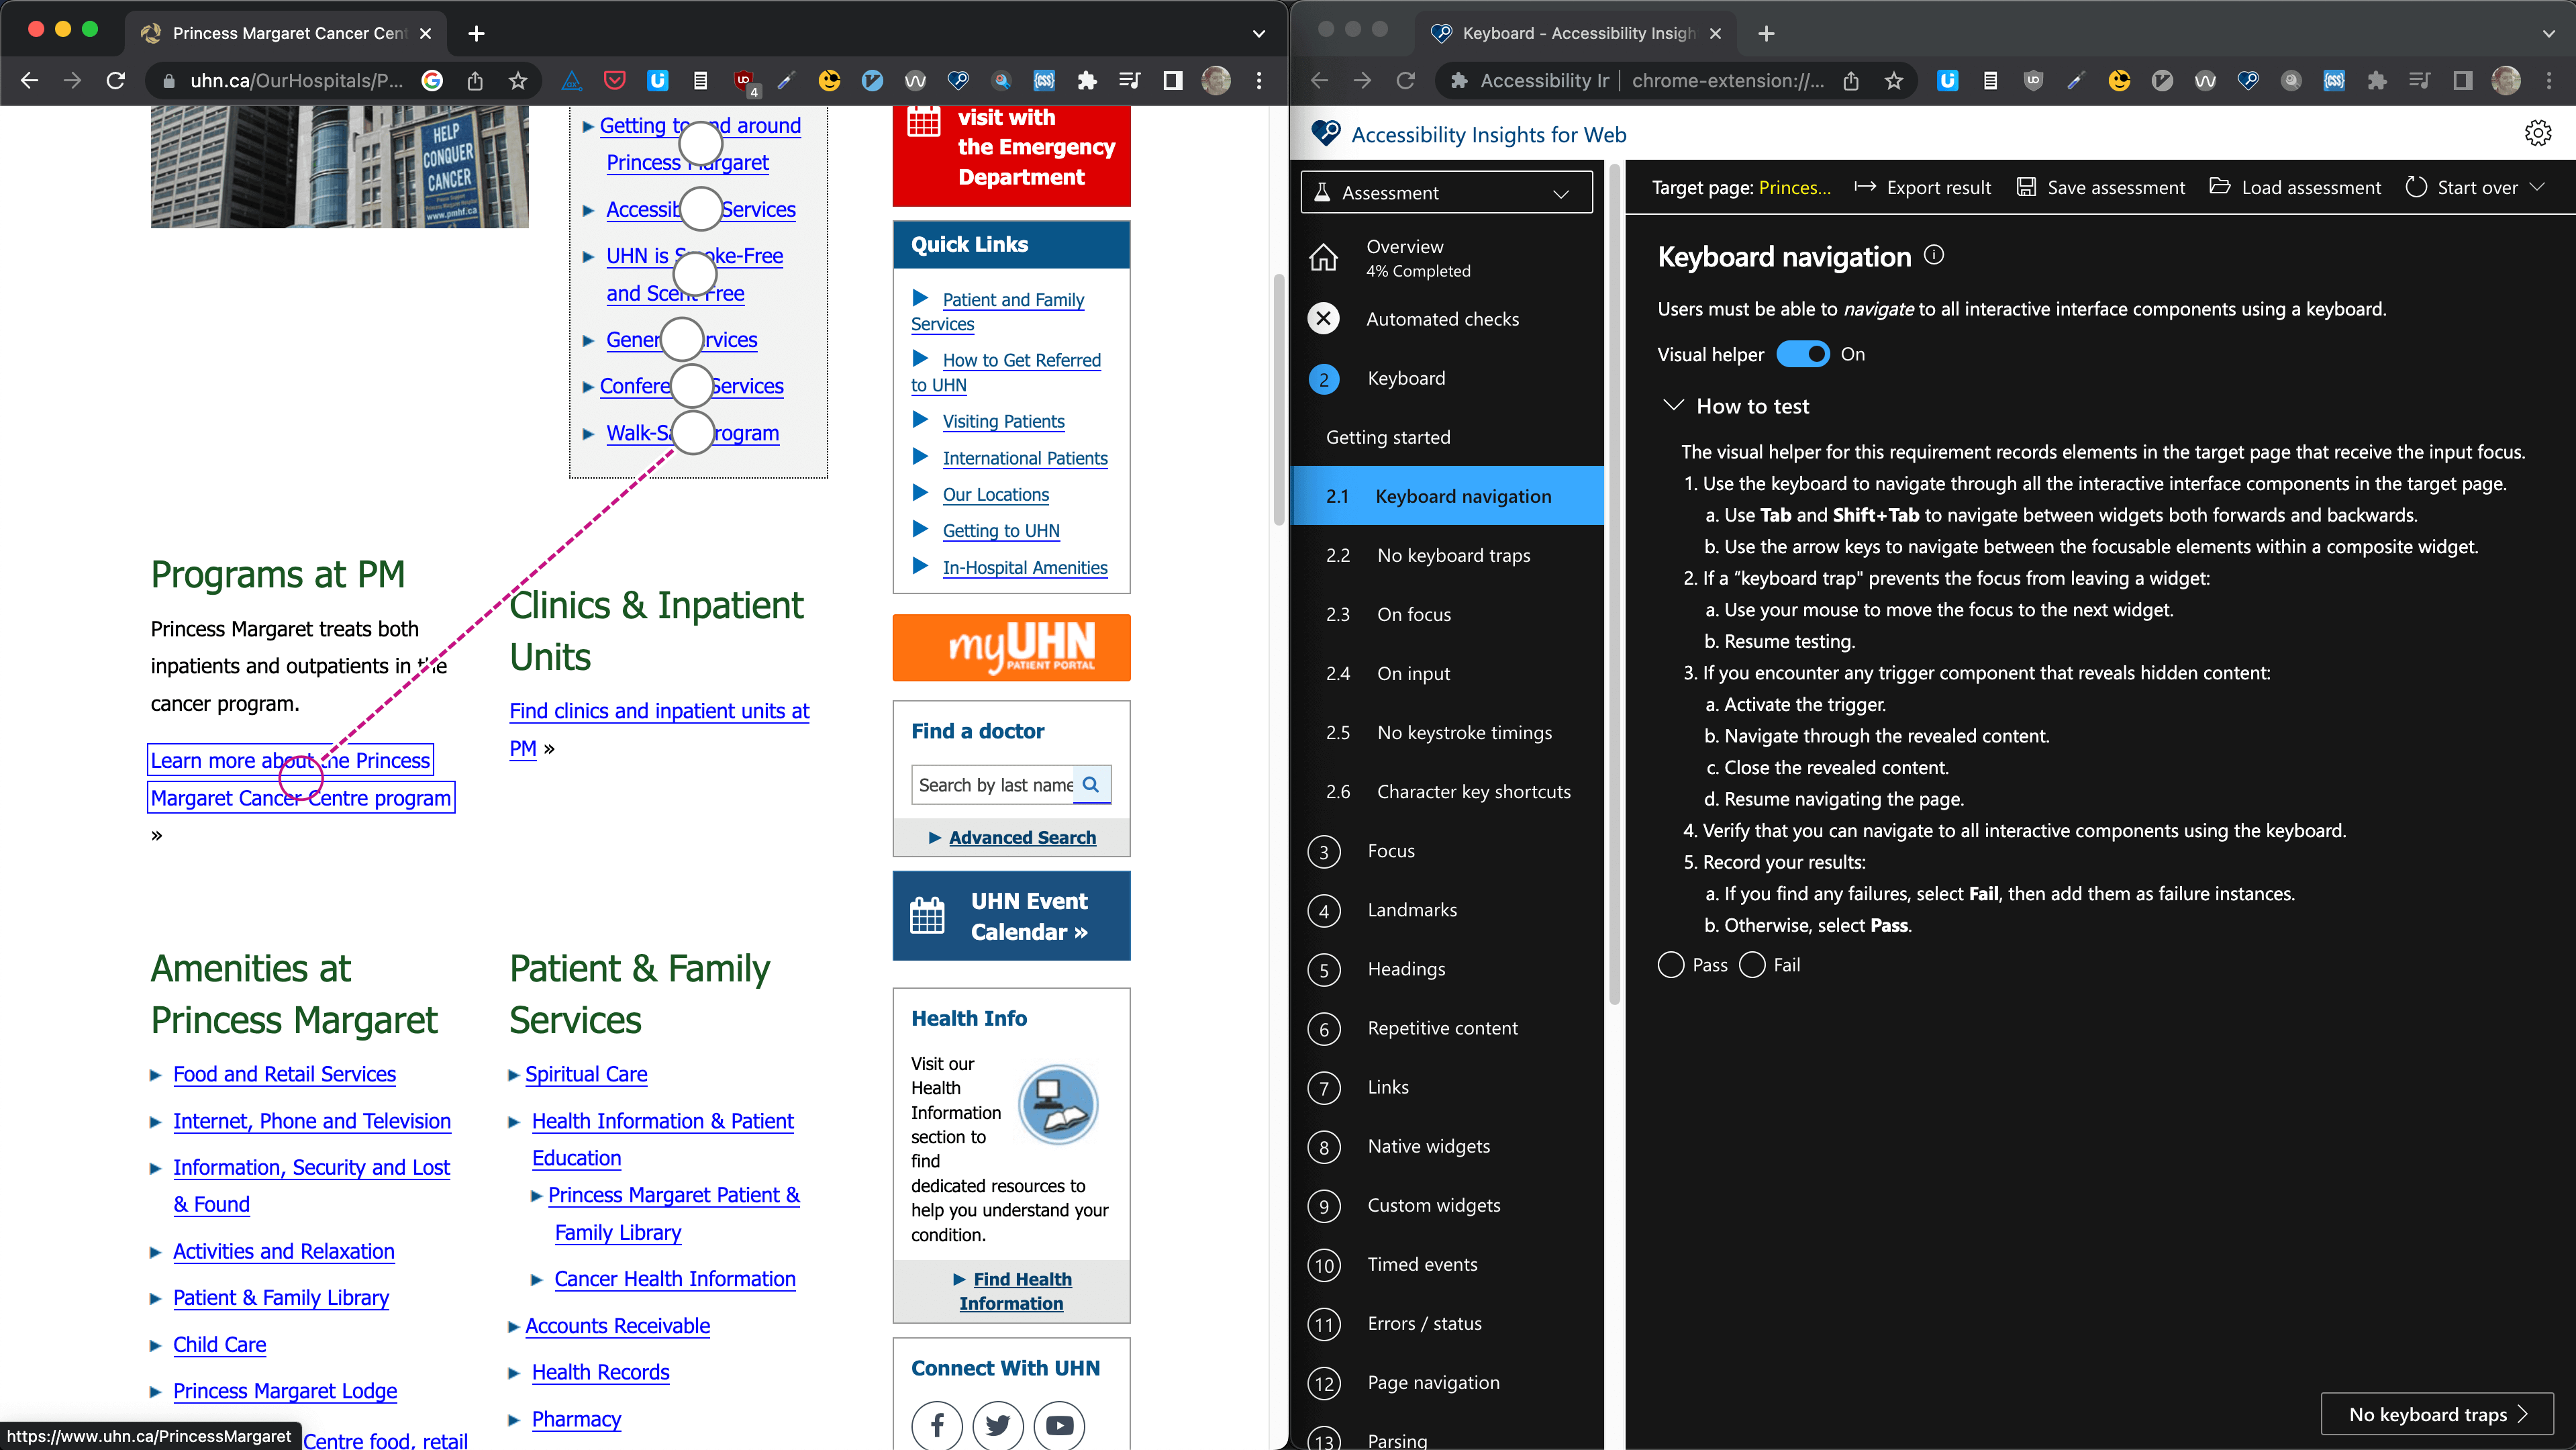 Princess Margaret Cancer Cent
uhn.ca/OurHospitals/P...
4
HELP
CONQUER
CANCER
www.pmhf.ca
Getting to and around
Princess Margaret
Accessib Services
UHN is Smoke-Free
and Scent Free
Gener rvices
Confere Services
Walk-Sa rogram
Programs at PM
Princess Margaret treats both
inpatients and outpatients in the
cancer program.
Learn more about the Princess
Margaret Cancer Centre program
»
Clinics & Inpatient
Units
Find clinics and inpatient units at
PM »
Amenities at
Princess Margaret
Food and Retail Services
Internet, Phone and Television
Information, Security and Lost
& Found
Activities and Relaxation
Patient & Family Library
Child Care
Princess Margaret Lodge
Centre food, retail
https://www.uhn.ca/PrincessMargaret
Patient & Family
Services
Spiritual Care
Health Information & Patient
Education
Princess Margaret Patient &
Family Library
Cancer Health Information
Accounts Receivable
Health Records
Pharmacy
visit with
the Emergency
Department
Quick Links
Patient and Family
Services
How to Get Referred
to UHN
Visiting Patients
International Patients
Our Locations
Getting to UHN
In-Hospital Amenities
myUHN
PATIENT PORTAL
Find a doctor
Search by last name
Advanced Search
UHN Event
Calendar »
Health Info
Visit our
Health
Information
section to
find
dedicated resources to
help you understand your
condition.
Find Health
Information
Connect With UHN
Keyboard - Accessibility Insigh
Accessibility Ir | chrome-extension://...
Accessibility Insights for Web
Assessment
Overview
4% Completed
Automated checks
2 Keyboard
Getting started
2.1 Keyboard navigation
2.2 No keyboard traps
2.3 On focus
2.4 On input
2.5 No keystroke timings
2.6 Character key shortcuts
3 Focus
4 Landmarks
5 Headings
6 Repetitive content
7 Links
8 Native widgets
9 Custom widgets
10 Timed events
11 Errors / status
12 Page navigation
13 Parsing
Target page: Princes... Export result Save assessment Load assessment Start over
Keyboard navigation
Users must be able to navigate to all interactive interface components using a keyboard.
Visual helper On
How to test
The visual helper for this requirement records elements in the target page that receive the input focus.
1. Use the keyboard to navigate through all the interactive interface components in the target page.
a. Use Tab and Shift+Tab to navigate between widgets both forwards and backwards.
b. Use the arrow keys to navigate between the focusable elements within a composite widget.
2. If a “keyboard trap" prevents the focus from leaving a widget:
a. Use your mouse to move the focus to the next widget.
b. Resume testing.
3. If you encounter any trigger component that reveals hidden content:
a. Activate the trigger.
b. Navigate through the revealed content.
c. Close the revealed content.
d. Resume navigating the page.
4. Verify that you can navigate to all interactive components using the keyboard.
5. Record your results:
a. If you find any failures, select Fail, then add them as failure instances.
b. Otherwise, select Pass.
Pass Fail
No keyboard traps